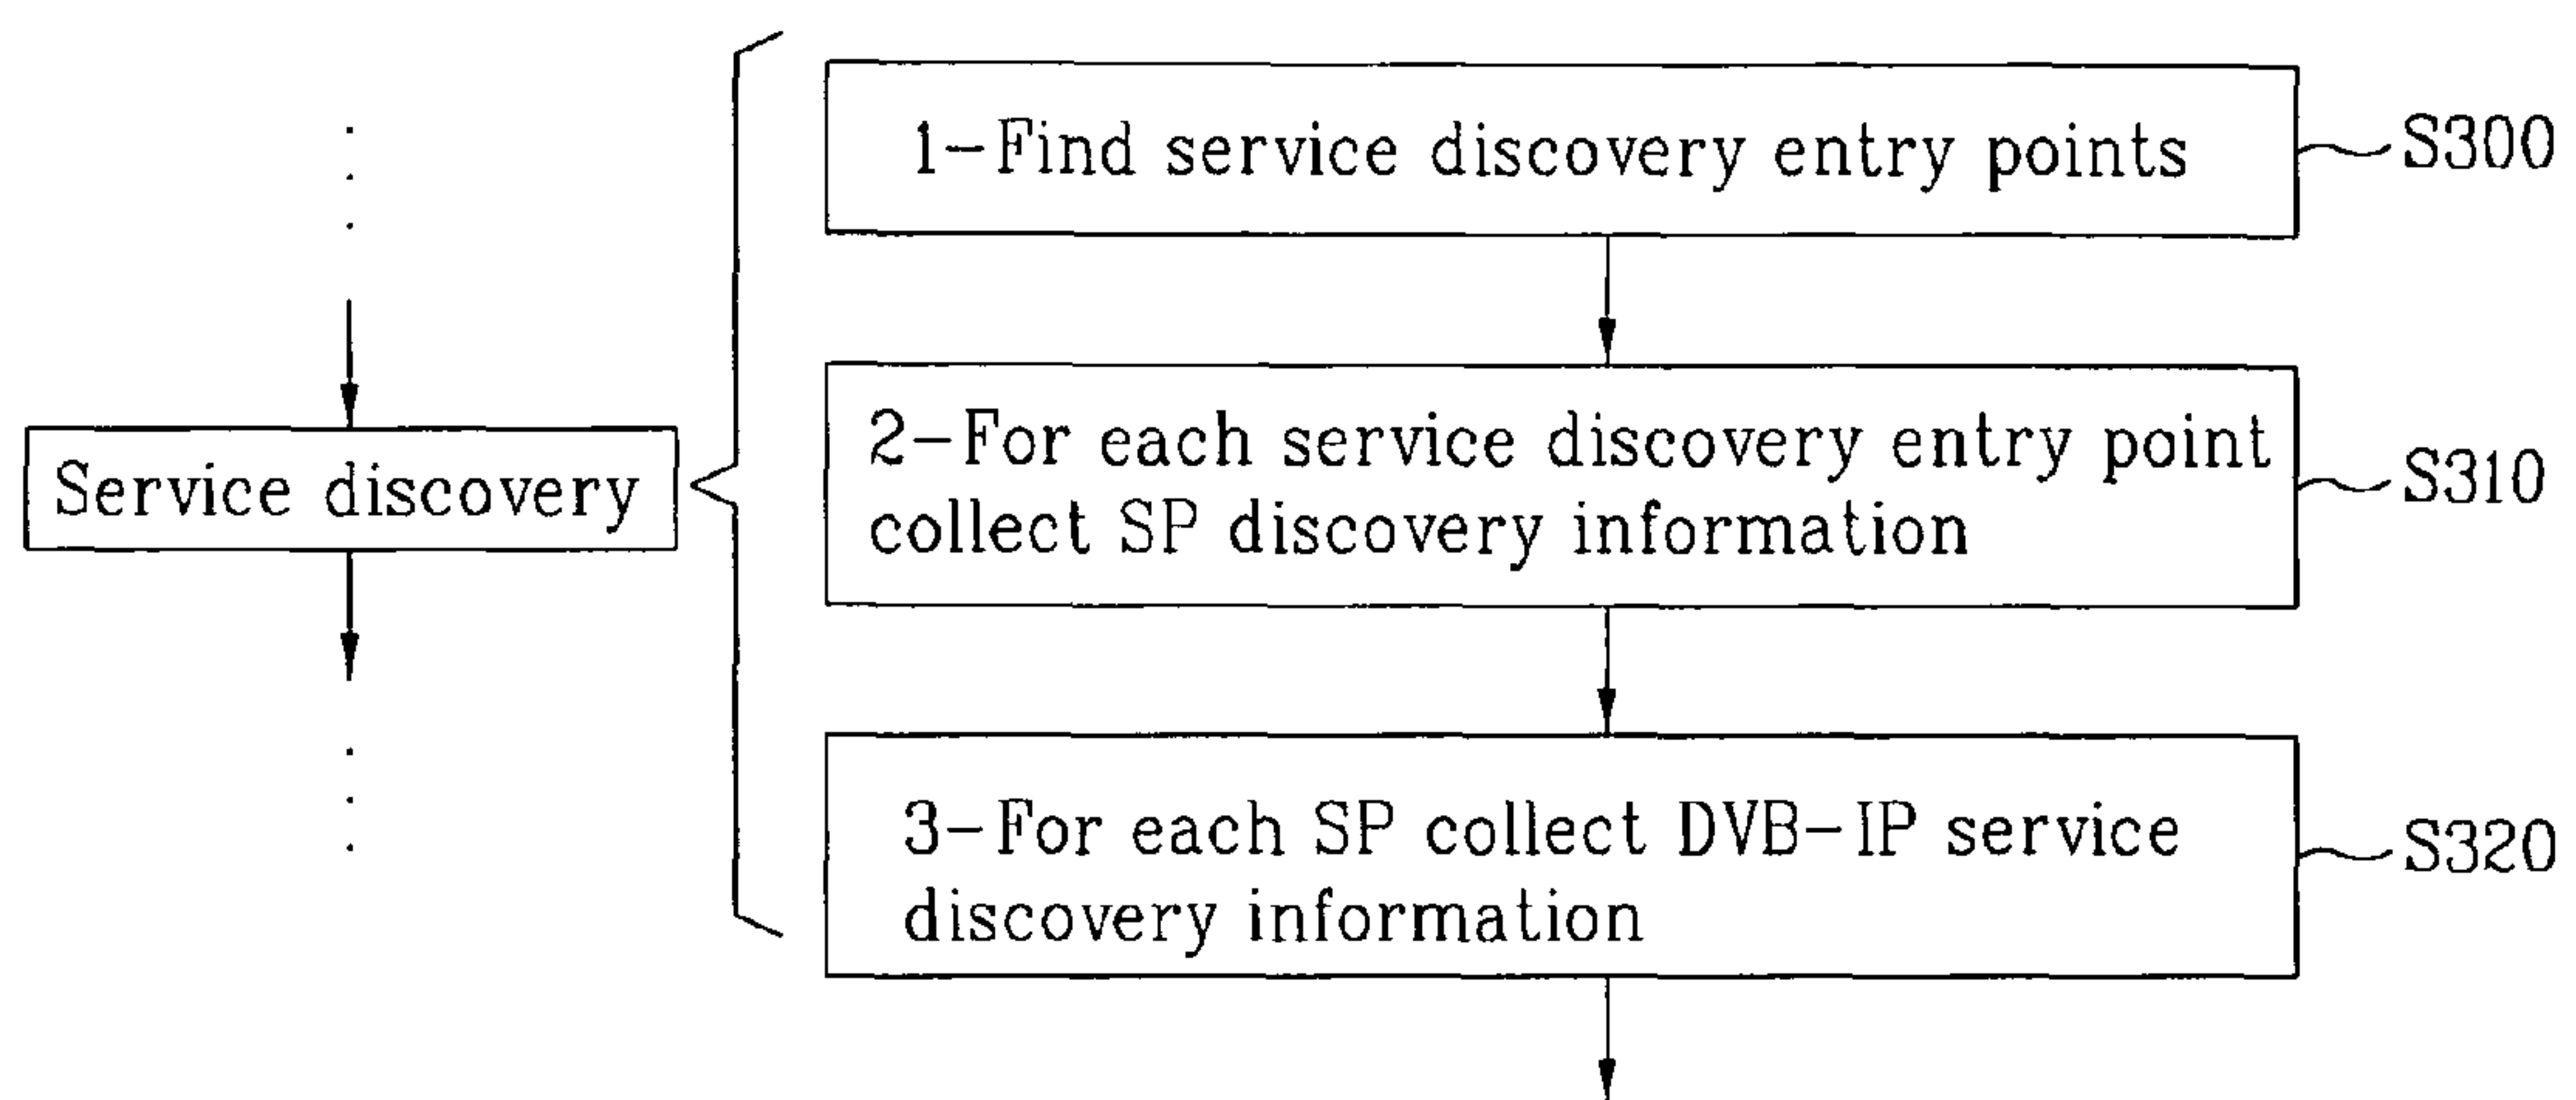 Service discovery
1-Find service discovery entry points
S300
2-For each service discovery entry point
collect SP discovery information
S310
3-For each SP collect DVB-IP service
discovery information
S320